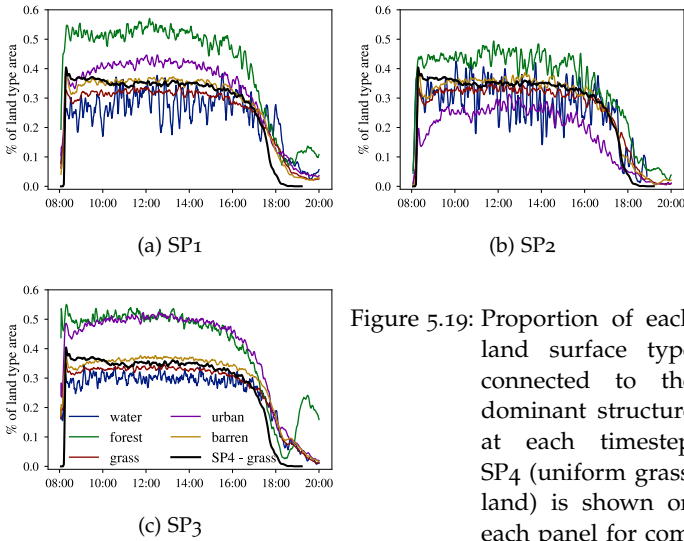 0.6
0.5
0.4
0.3
0.2
0.1
0.0
% of land type area
08:00 10:00 12:00 14:00 16:00 18:00 20:00
(a) SP1
0.6
0.5
0.4
0.3
0.2
0.1
0.0
% of land type area
08:00 10:00 12:00 14:00 16:00 18:00 20:00
(b) SP2
0.6
0.5
0.4
0.3
0.2
0.1
0.0
% of land type area
water
forest
grass
urban
barren
SP4 - grass
08:00 10:00 12:00 14:00 16:00 18:00 20:00
(c) SP3
Figure 5.19: Proportion of each
land surface type
connected to the
dominant structure
at each timestep
SP4 (uniform grass
land) is shown on
each panel for com